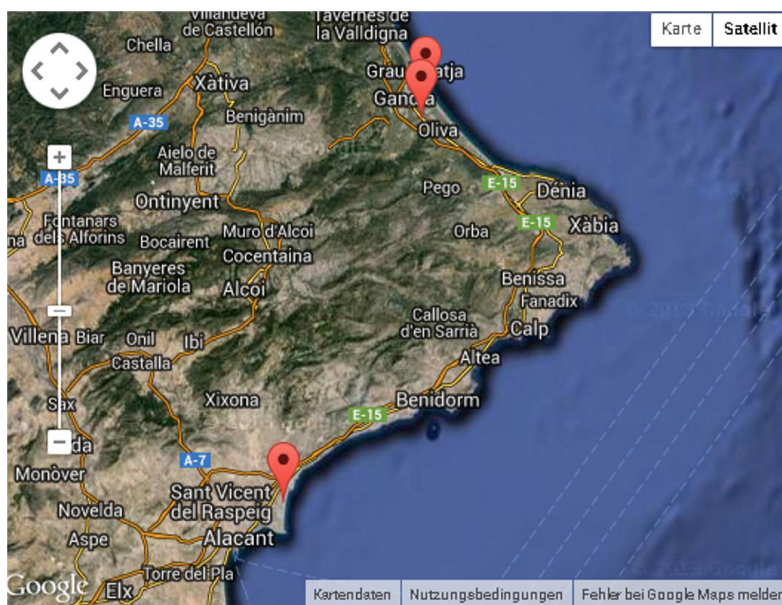 Villanueva
de Castellón
Tavernes de
la Valldigna
Karte
Satellit
Chella
Grau
atja
Xàtiva
Enguera
Gandia
Benigànim
A-35
Oliva
Aielo de
Malferit
A-35
Pego
E-15
Dénia
Ontinyent
Fontanars
dels Alforins
E-15
Xàbia
na
Bocairent
Muro d'Alcoi
Orba
Cocentaina
Banyeres
de Mariola
Benissa
Alcoi
Fanadix
Callosa
d'en Sarrià
Calp
Villena
Biar
Onil
Ibi
Castalla
Altea
Sax
Xixona
Benidorm
E-15
da
A-7
Monòver
Sant Vicent
del Raspeig
Novelda
Aspe
Alacant
Torre del Pla
Google
Elx
Kartendaten
Nutzungsbedingungen
Fehler bei Google Maps melden